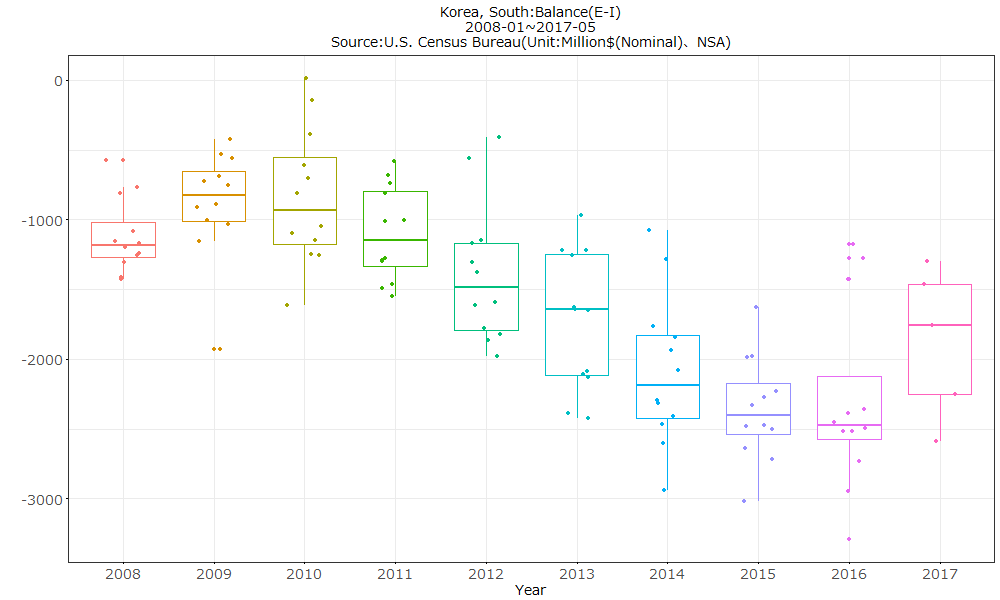 Korea, South:Balance(E-I)
2008-01~2017-05
Source:U.S. Census Bureau(Unit:Million$(Nominal)、NSA)
0
-1000
-2000
-3000
2008 2009 2010 2011 2012 2013 2014 2015 2016 2017
Year